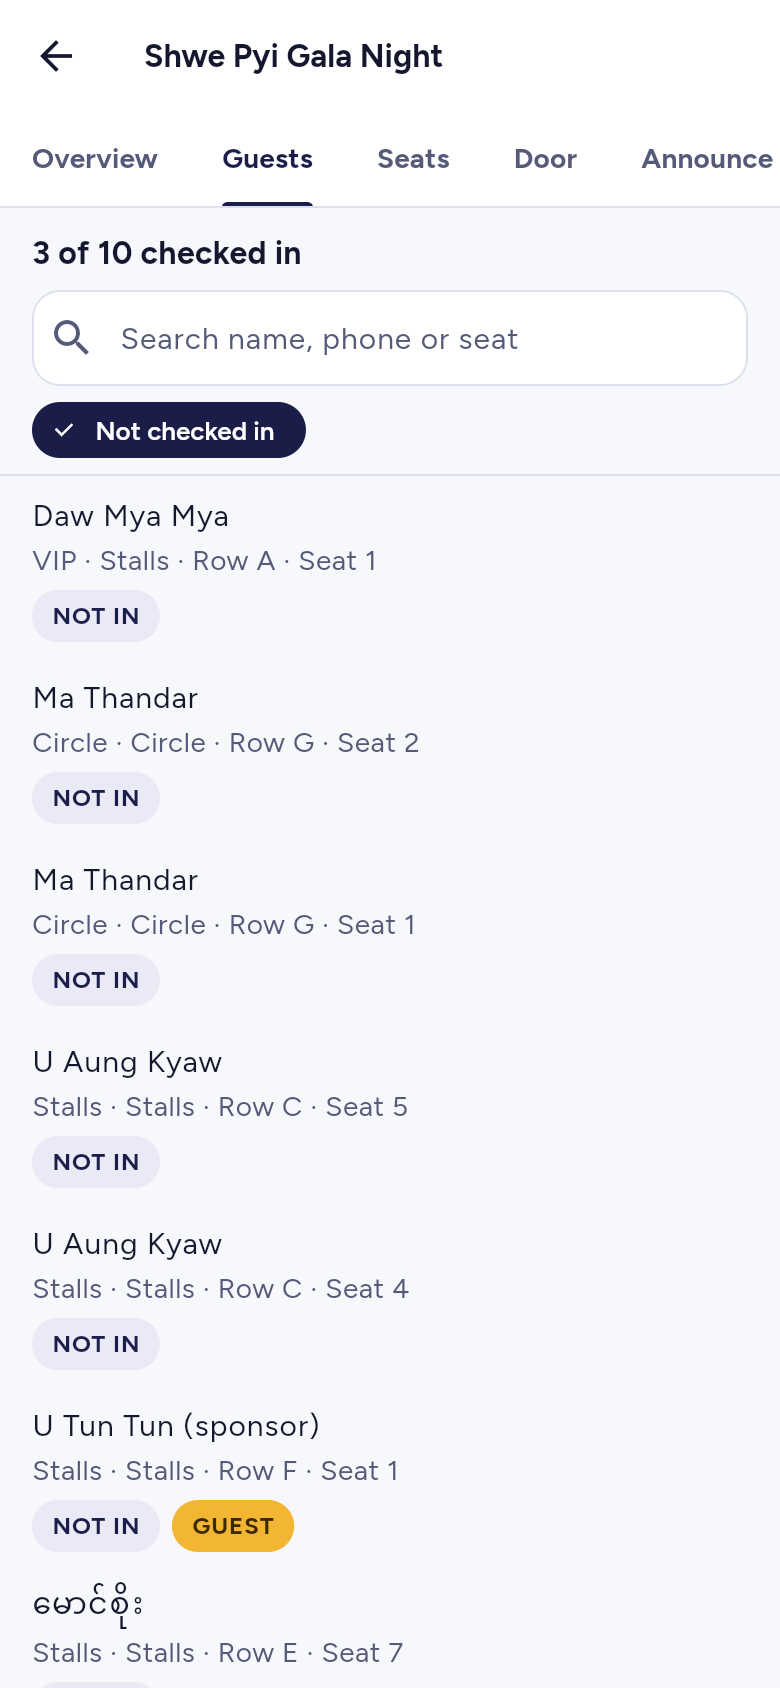 Shwe Pyi Gala Night
Overview Guests Seats Door Announce
3 of 10 checked in
Search name, phone or seat
Not checked in
Daw Mya Mya
VIP · Stalls · Row A · Seat 1
NOT IN
Ma Thandar
Circle · Circle · Row G · Seat 2
NOT IN
Ma Thandar
Circle · Circle · Row G · Seat 1
NOT IN
U Aung Kyaw
Stalls · Stalls · Row C · Seat 5
NOT IN
U Aung Kyaw
Stalls · Stalls · Row C · Seat 4
NOT IN
U Tun Tun (sponsor)
Stalls · Stalls · Row F · Seat 1
NOT IN GUEST
မောင်စိုး
Stalls · Stalls · Row E · Seat 7